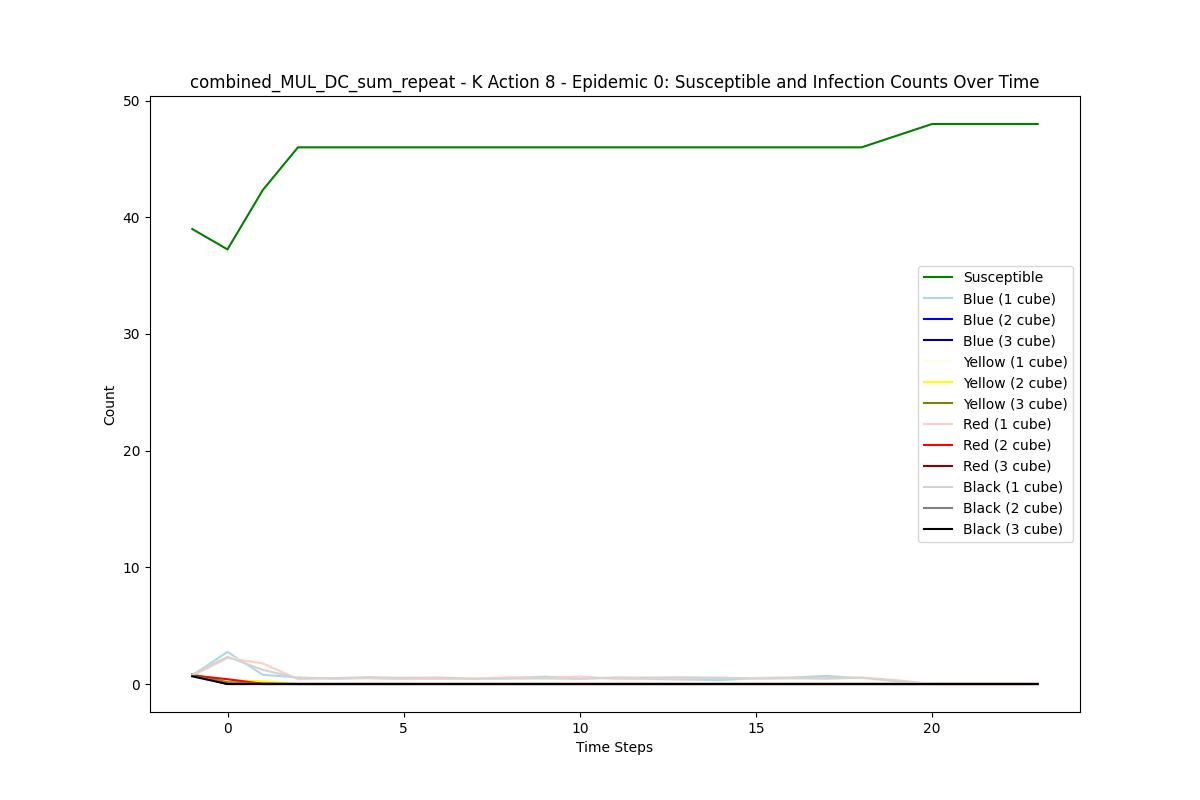 combined_MUL_DC_sum_repeat - K Action 8 - Epidemic 0: Susceptible and Infection Counts Over Time
50
40
30
20
10
0
Count
Susceptible
Blue (1 cube)
Blue (2 cube)
Blue (3 cube)
Yellow (1 cube)
Yellow (2 cube)
Yellow (3 cube)
Red (1 cube)
Red (2 cube)
Red (3 cube)
Black (1 cube)
Black (2 cube)
Black (3 cube)
0 5 10 15 20
Time Steps